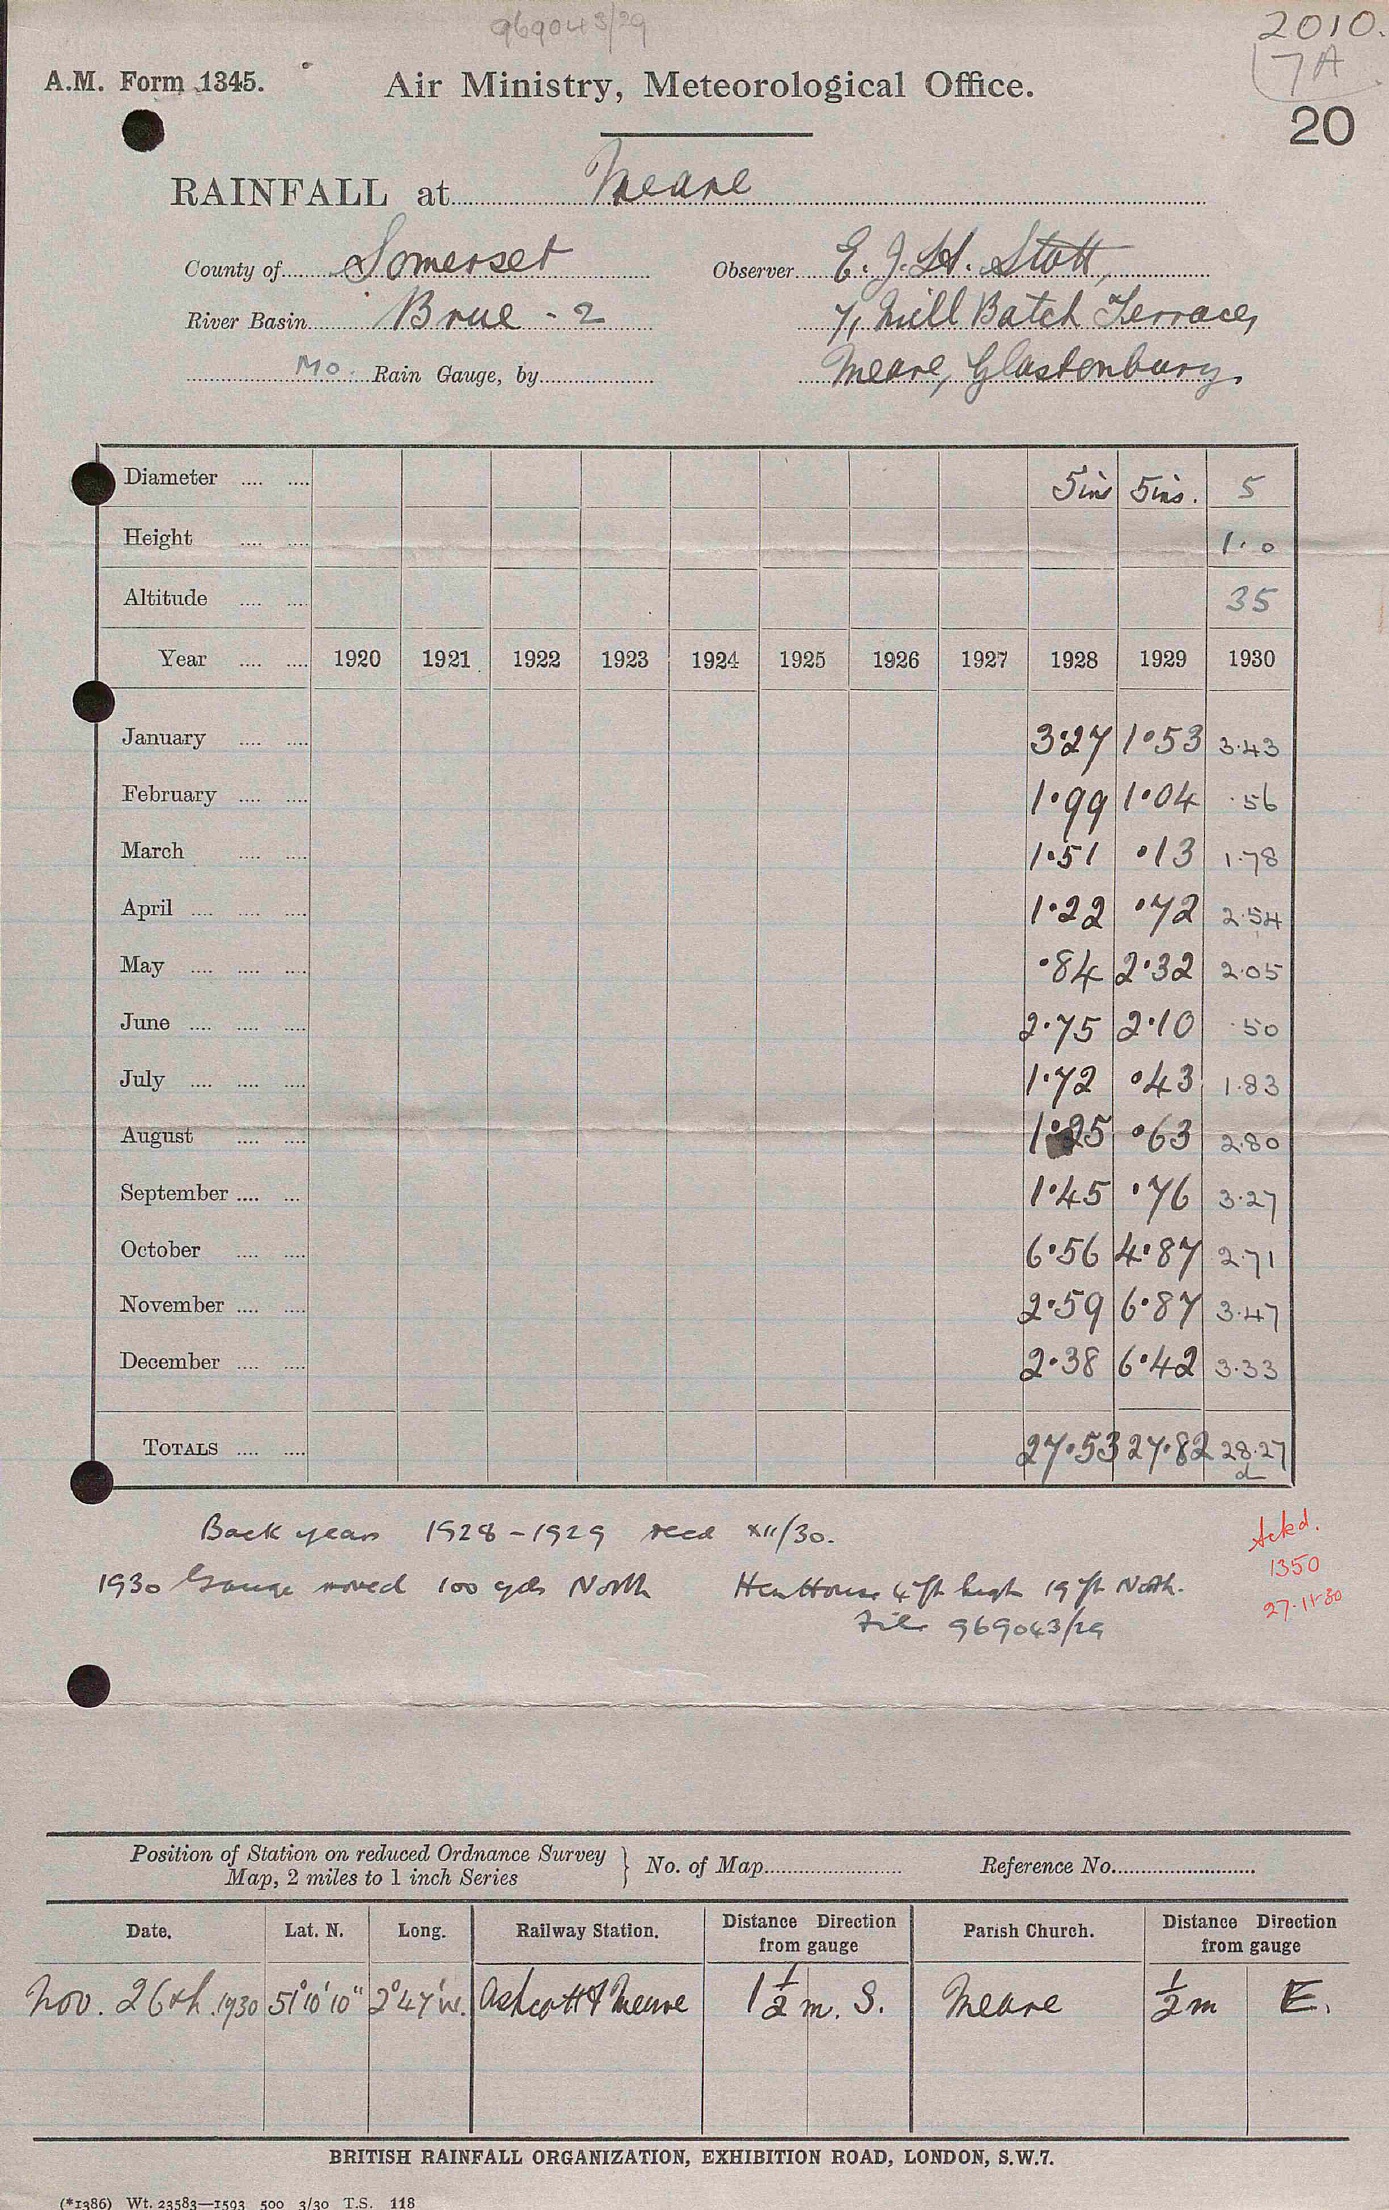 969043/29
2010.
7A
A.M. Form 1345.
Air Ministry, Meteorological Office.
20
RAINFALL at Meare
County of Somerset Observer E. J. H. Stott,
River Basin Brue - 2 7, Mill Batch Terrace,
MO. Rain Gauge, by Meare, Glastonbury.
Diameter .... .... 5ins 5ins. 5
Height .... .... 1.0
Altitude .... .... 35
Year .... .... 1920 1921 1922 1923 1924 1925 1926 1927 1928 1929 1930
January .... .... 3·27 1·53 3·43
February .... .... 1·99 1·04 ·56
March .... .... 1·51 ·13 1·78
April .... .... .... 1·22 ·72 2·54
May .... .... .... ·84 2·32 2·05
June .... .... .... 2·75 2·10 ·50
July .... .... .... 1·72 ·43 1·83
August .... .... 1·25 ·63 2·80
September .... ... 1·45 ·76 3·27
October .... .... 6·56 4·87 2·71
November .... .... 2·59 6·87 3·47
December .... .... 2·38 6·42 3·33
TOTALS .... .... 27·53 27·82 28·27
d
Back years 1928-1929 recd XII/30.
Ackd.
1350
27·11·30
1930 Gauge moved 100 yds North Hen House 4ft high 19ft North.
File 969043/29
Position of Station on reduced Ordnance Survey
Map, 2 miles to 1 inch Series } No. of Map Reference No.
Date. Lat. N. Long. Railway Station. Distance Direction from gauge Parish Church. Distance Direction from gauge
Nov. 26th. 1930 51°10'10" 2°47'W. Ashcott & Meare 1½ m. S. Meare ½ m E.
BRITISH RAINFALL ORGANIZATION, EXHIBITION ROAD, LONDON, S.W.7.
(*1386) Wt. 23583—1593 500 3/30 T.S. 118